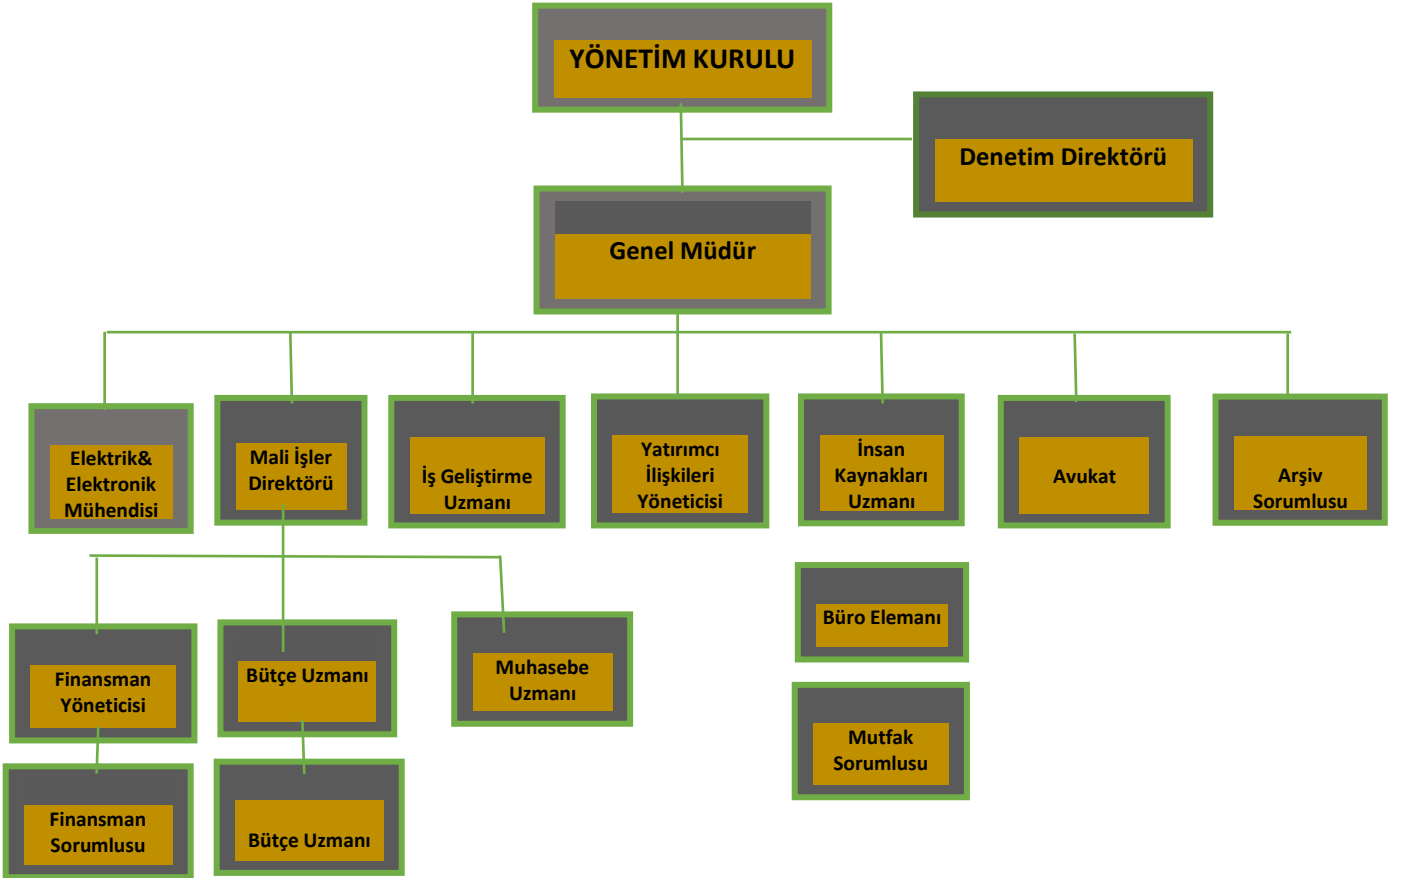 YÖNETİM KURULU
Denetim Direktörü
Genel Müdür
Elektrik&
Elektronik
Mühendisi
Mali İşler
Direktörü
İş Geliştirme
Uzmanı
Yatırımcı
İlişkileri
Yöneticisi
İnsan
Kaynakları
Uzmanı
Avukat
Arşiv
Sorumlusu
Büro Elemanı
Finansman
Yöneticisi
Bütçe Uzmanı
Muhasebe
Uzmanı
Mutfak
Sorumlusu
Finansman
Sorumlusu
Bütçe Uzmanı